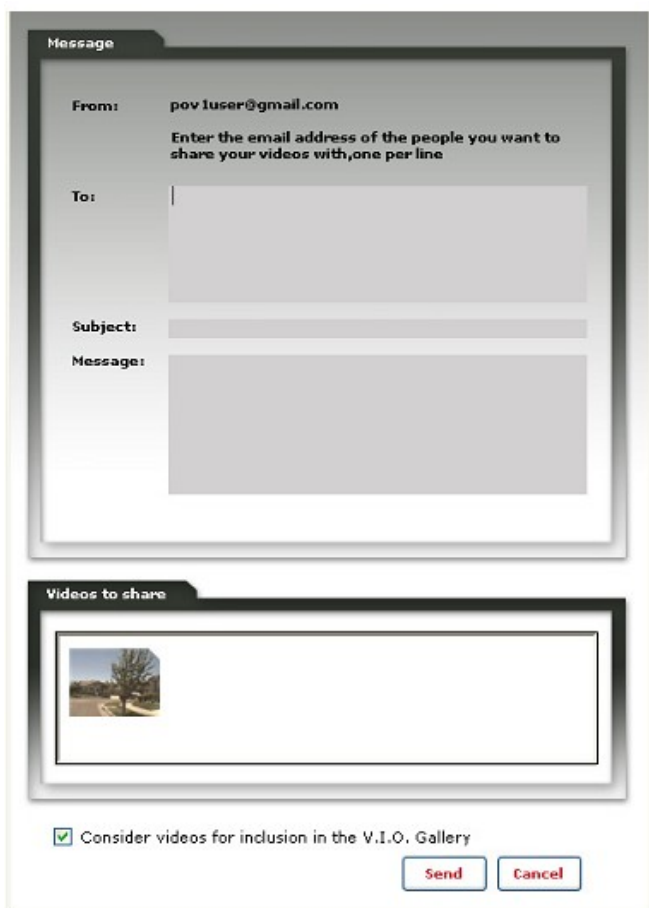 Message
From: pov1user@gmail.com
Enter the email address of the people you want to
share your videos with,one per line
To:
Subject:
Message:
Videos to share
Consider videos for inclusion in the V.I.O. Gallery
Send Cancel